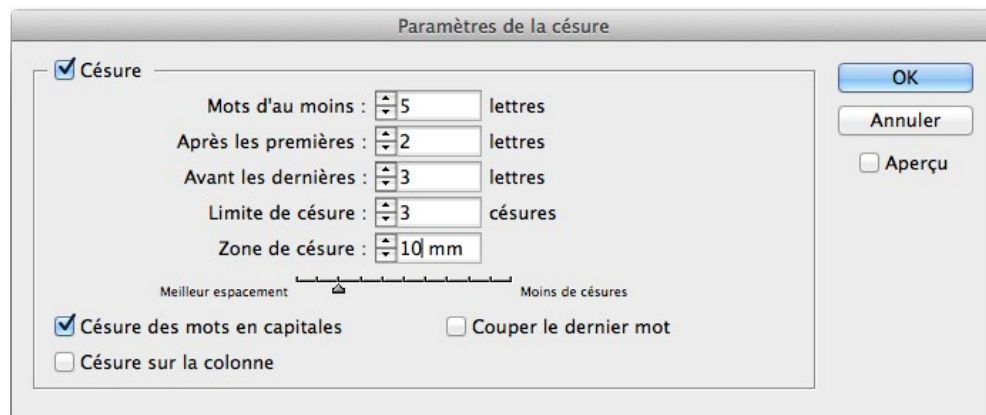 Paramètres de la césure
Césure
Mots d'au moins : 5 lettres
Après les premières : 2 lettres
Avant les dernières : 3 lettres
Limite de césure : 3 césures
Zone de césure : 10 mm
Meilleur espacement Moins de césures
Césure des mots en capitales Couper le dernier mot
Césure sur la colonne
OK
Annuler
Aperçu